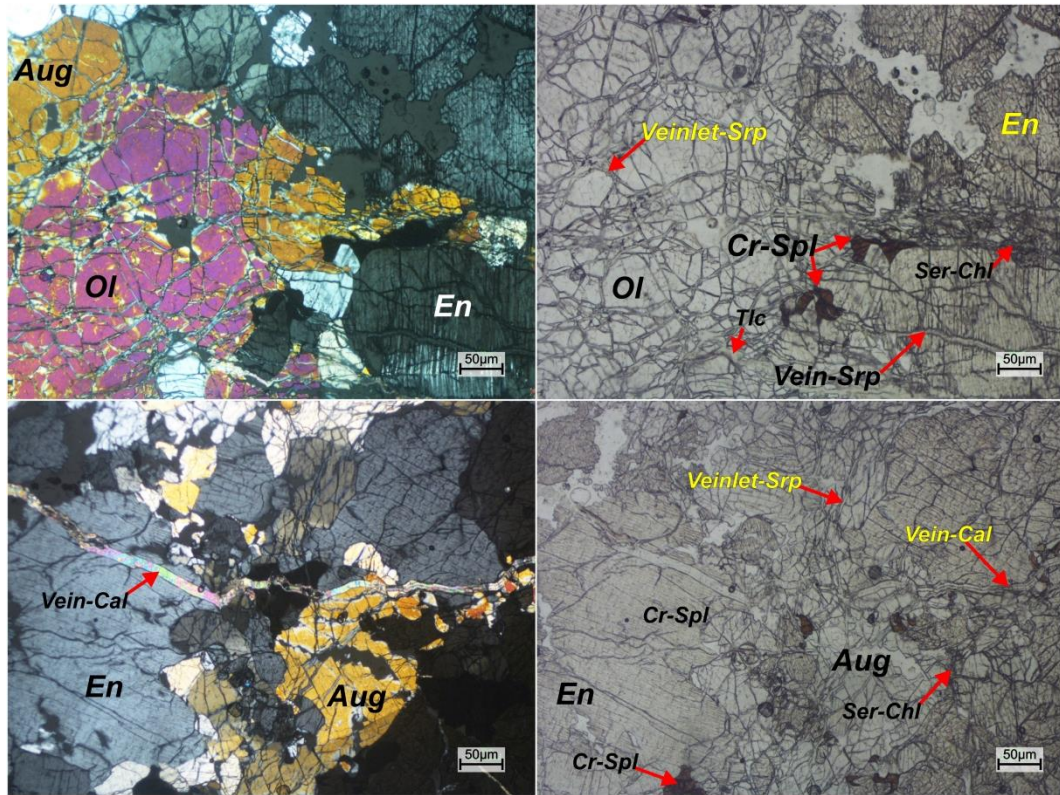 Aug
Ol
En
50μm
Veinlet-Srp
En
Cr-Spl
Ser-Chl
Ol
Tlc
Vein-Srp
50μm
Vein-Cal
En
Aug
50μm
Veinlet-Srp
Vein-Cal
Cr-Spl
Aug
En
Ser-Chl
Cr-Spl
50μm